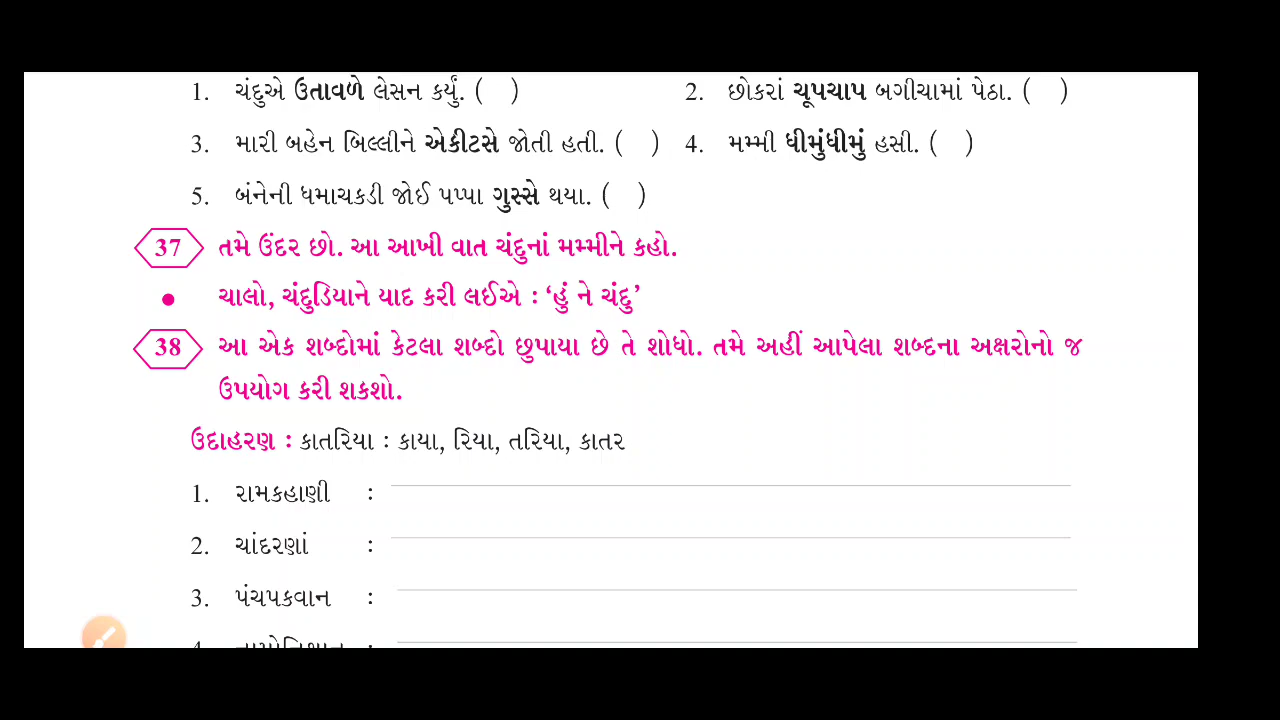 1. ચંદુએ ઉતાવળે લેસન કર્યું. ( ) 2. છોકરાં ચૂપચાપ બગીચામાં પેઠા. ( )
3. મારી બહેન બિલ્લીને એકીટસે જોતી હતી. ( ) 4. મમ્મી ધીમુંધીમું હસી. ( )
5. બંનેની ધમાચકડી જોઈ પપ્પા ગુસ્સે થયા. ( )
37 તમે ઉંદર છો. આ આખી વાત ચંદુનાં મમ્મીને કહો.
● ચાલો, ચંદુડિયાને યાદ કરી લઈએ : ‘હું ને ચંદુ’
38 આ એક શબ્દોમાં કેટલા શબ્દો છુપાયા છે તે શોધો. તમે અહીં આપેલા શબ્દના અક્ષરોનો જ
ઉપયોગ કરી શકશો.
ઉદાહરણ : કાતરિયા : કાયા, રિયા, તરિયા, કાતર
1. રામકહાણી :
2. ચાંદરણાં :
3. પંચપકવાન :